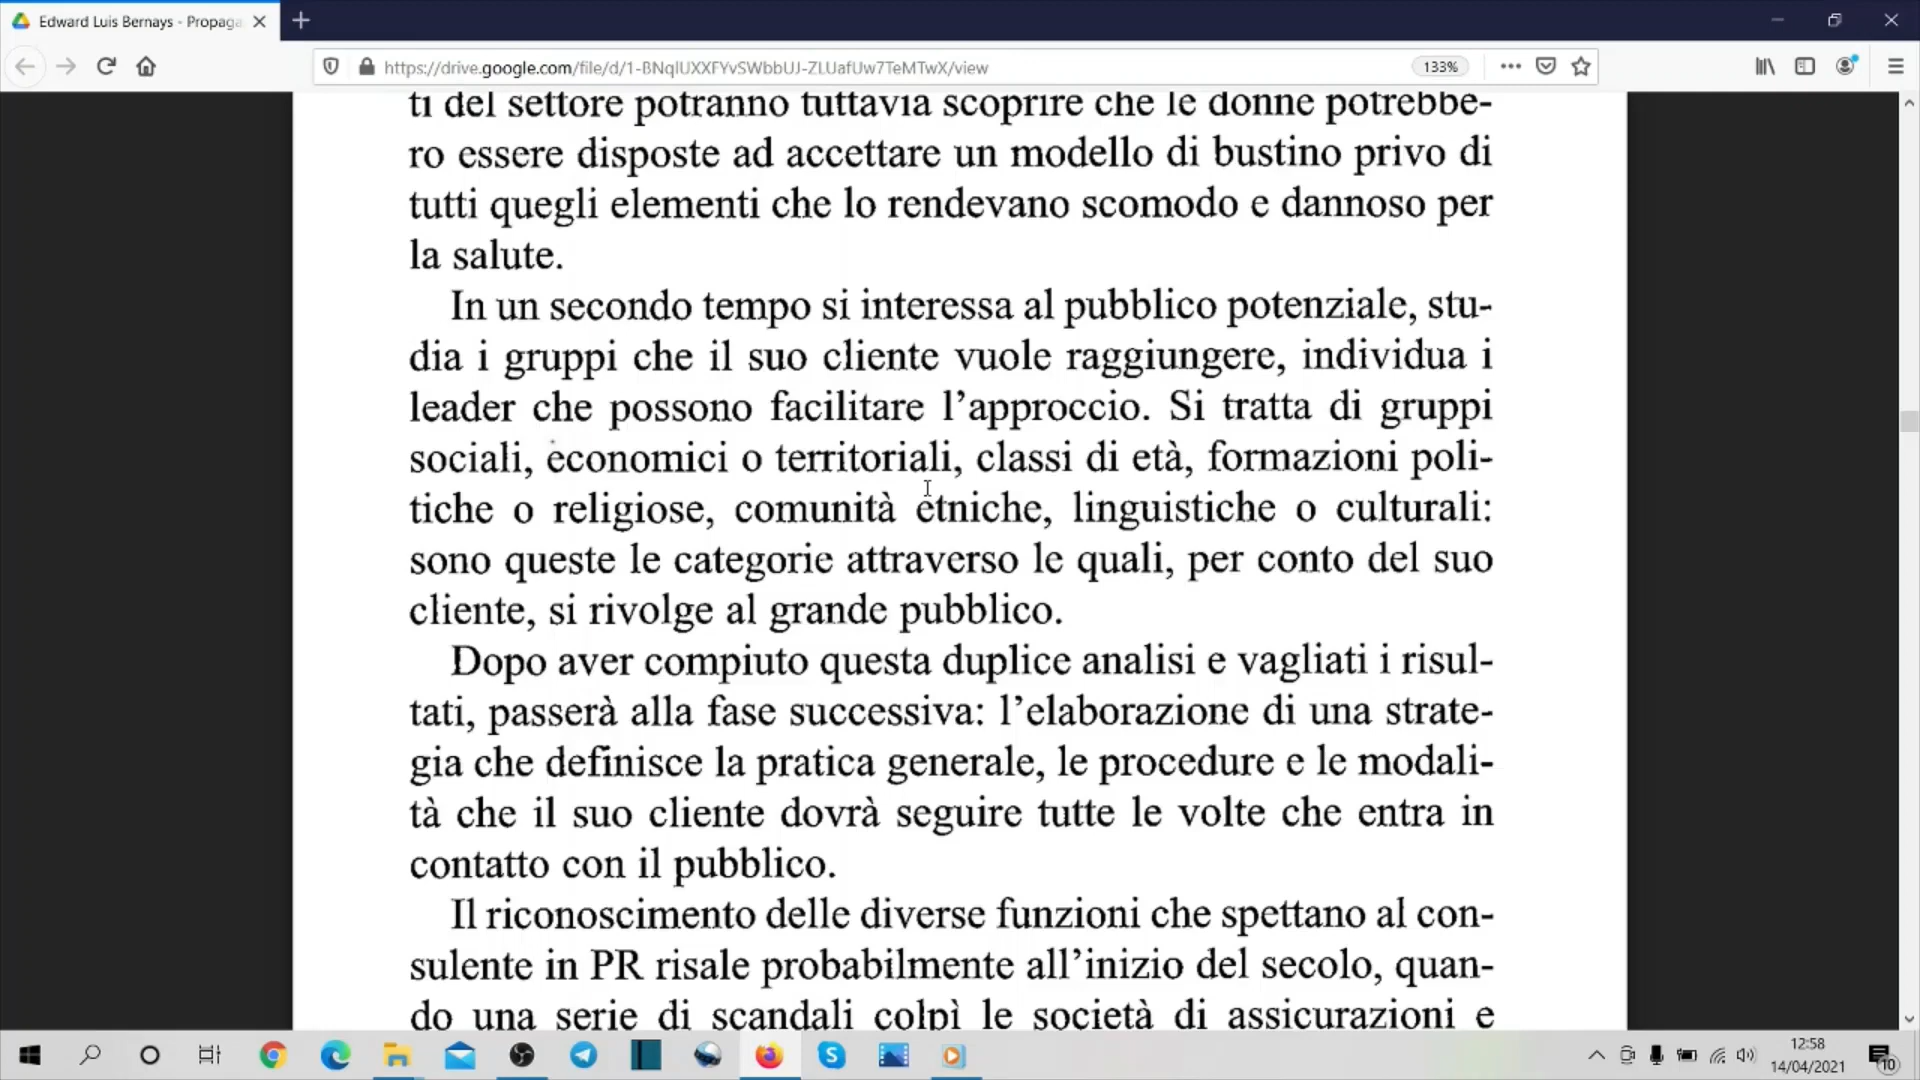 Edward Luis Bernays - Propaga
https://drive.google.com/file/d/1-BNqlUXXFYvSWbbUJ-ZLUafUw7TeMTwX/view
133%
ti del settore potranno tuttavia scoprire che le donne potrebbe-
ro essere disposte ad accettare un modello di bustino privo di
tutti quegli elementi che lo rendevano scomodo e dannoso per
la salute.
In un secondo tempo si interessa al pubblico potenziale, stu-
dia i gruppi che il suo cliente vuole raggiungere, individua i
leader che possono facilitare l’approccio. Si tratta di gruppi
sociali, economici o territoriali, classi di età, formazioni poli-
tiche o religiose, comunità etniche, linguistiche o culturali:
sono queste le categorie attraverso le quali, per conto del suo
cliente, si rivolge al grande pubblico.
Dopo aver compiuto questa duplice analisi e vagliati i risul-
tati, passerà alla fase successiva: l’elaborazione di una strate-
gia che definisce la pratica generale, le procedure e le modali-
tà che il suo cliente dovrà seguire tutte le volte che entra in
contatto con il pubblico.
Il riconoscimento delle diverse funzioni che spettano al con-
sulente in PR risale probabilmente all’inizio del secolo, quan-
do una serie di scandali colpì le società di assicurazioni e
12:58
14/04/2021
10